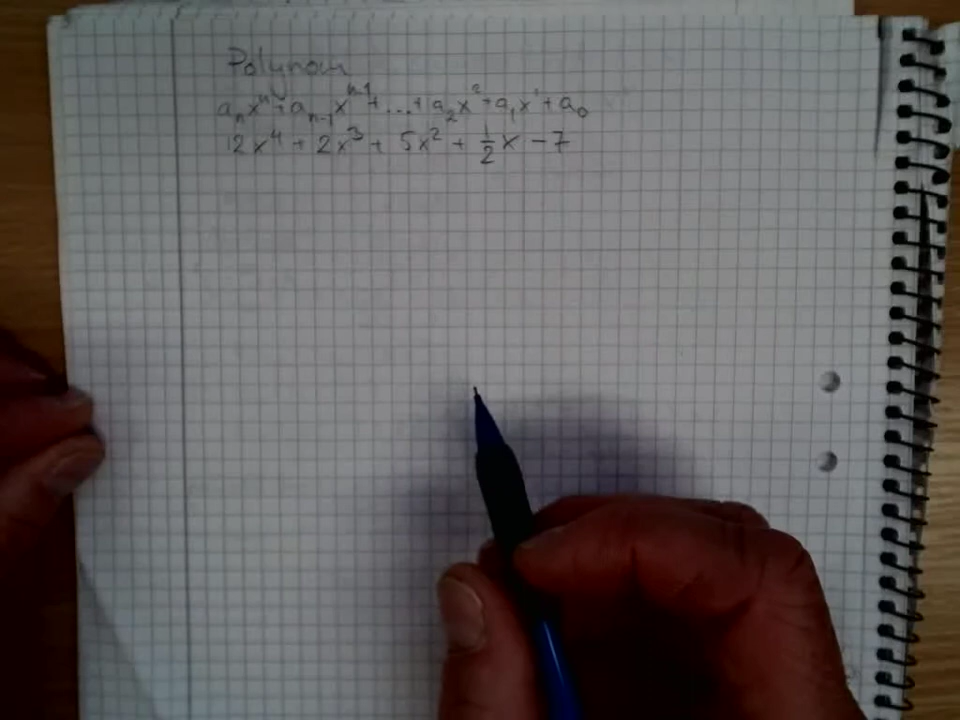 Polynom
aₙxⁿ + aₙ₋₁xⁿ⁻¹ + ... + a₂x² + a₁x¹ + a₀
12x⁴ + 2x³ + 5x² + ½x - 7